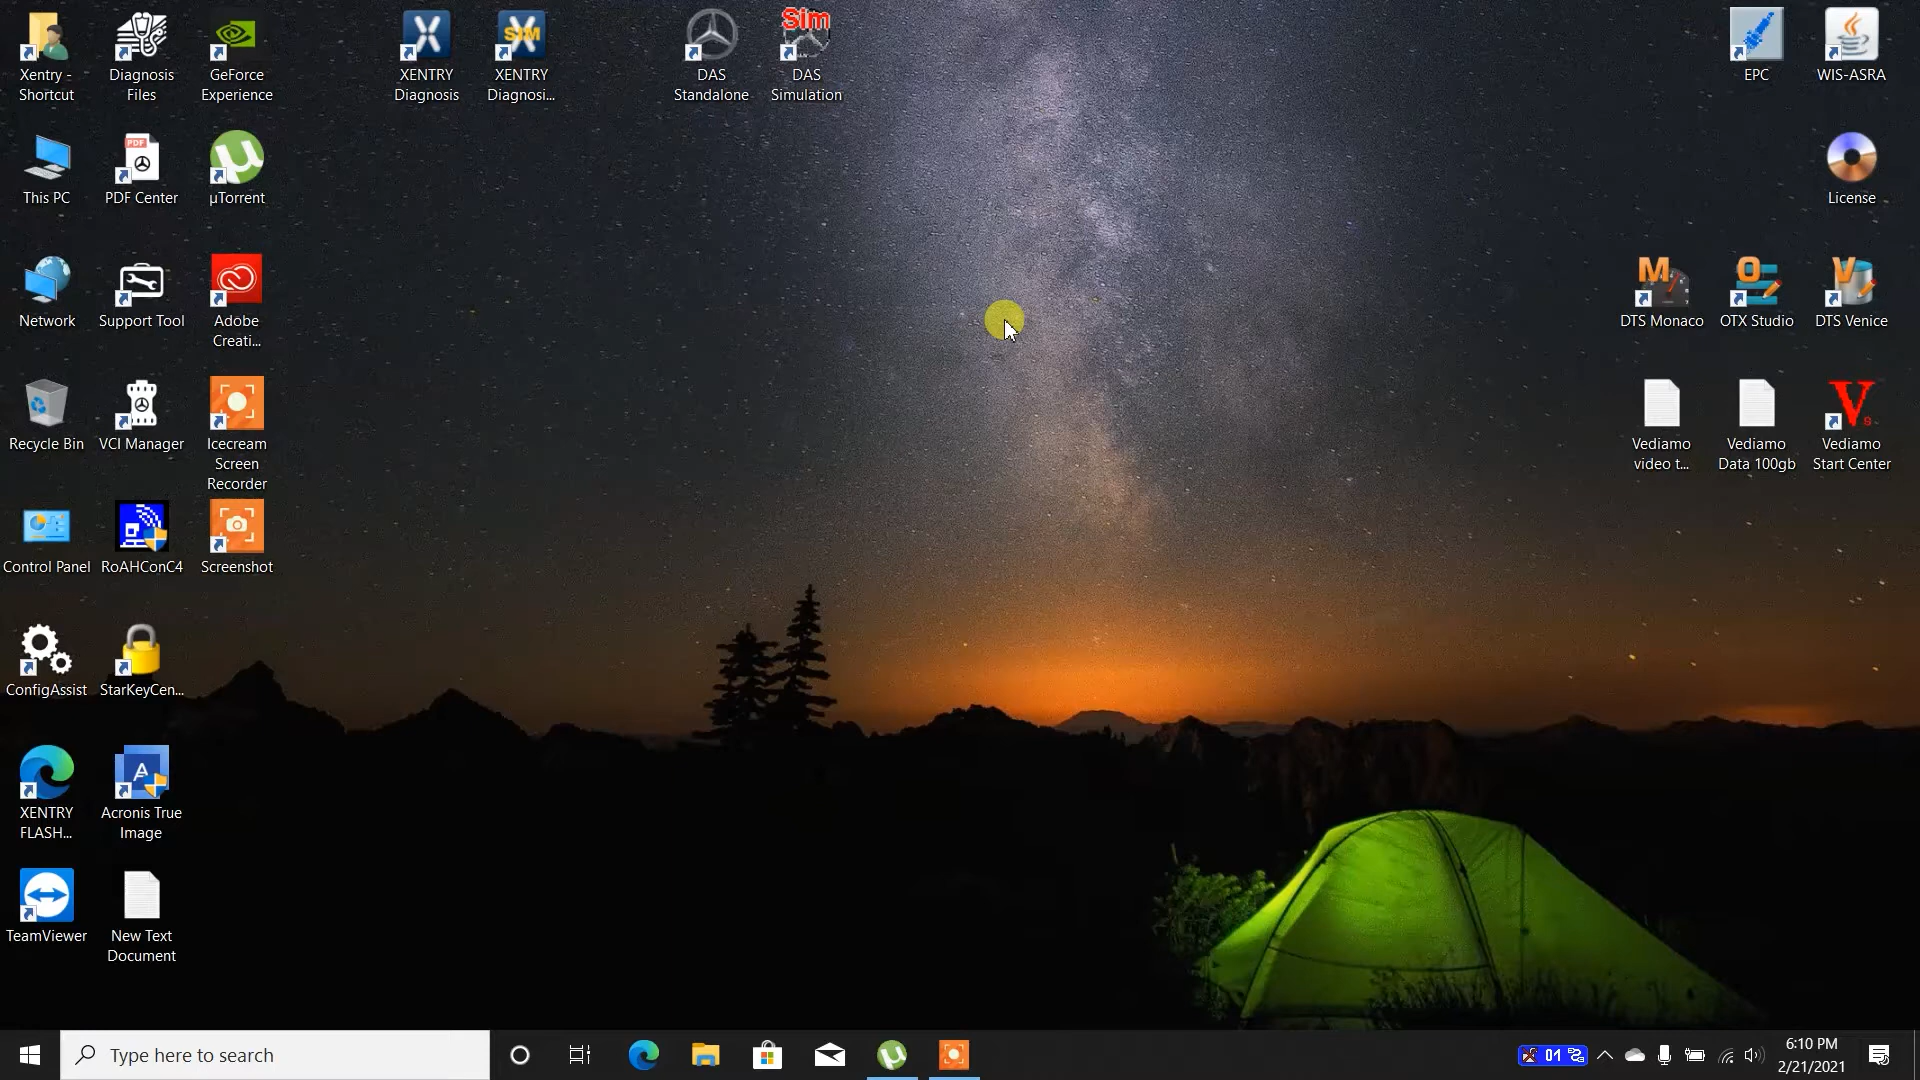 Xentry -
Shortcut
Diagnosis
Files
GeForce
Experience
XENTRY
Diagnosis
SIM
XENTRY
Diagnosi...
DAS
Standalone
Sim
DAS
Simulation
EPC
WIS-ASRA
This PC
PDF
PDF Center
µTorrent
License
Network
Support Tool
Adobe
Creati...
DTS Monaco
OTX Studio
DTS Venice
Recycle Bin
VCI Manager
Icecream
Screen
Recorder
Vediamo
video t...
Vediamo
Data 100gb
Vediamo
Start Center
Control Panel
RoAHConC4
Screenshot
ConfigAssist
StarKeyCen...
XENTRY
FLASH...
Acronis True
Image
TeamViewer
New Text
Document
Type here to search
01
6:10 PM
2/21/2021